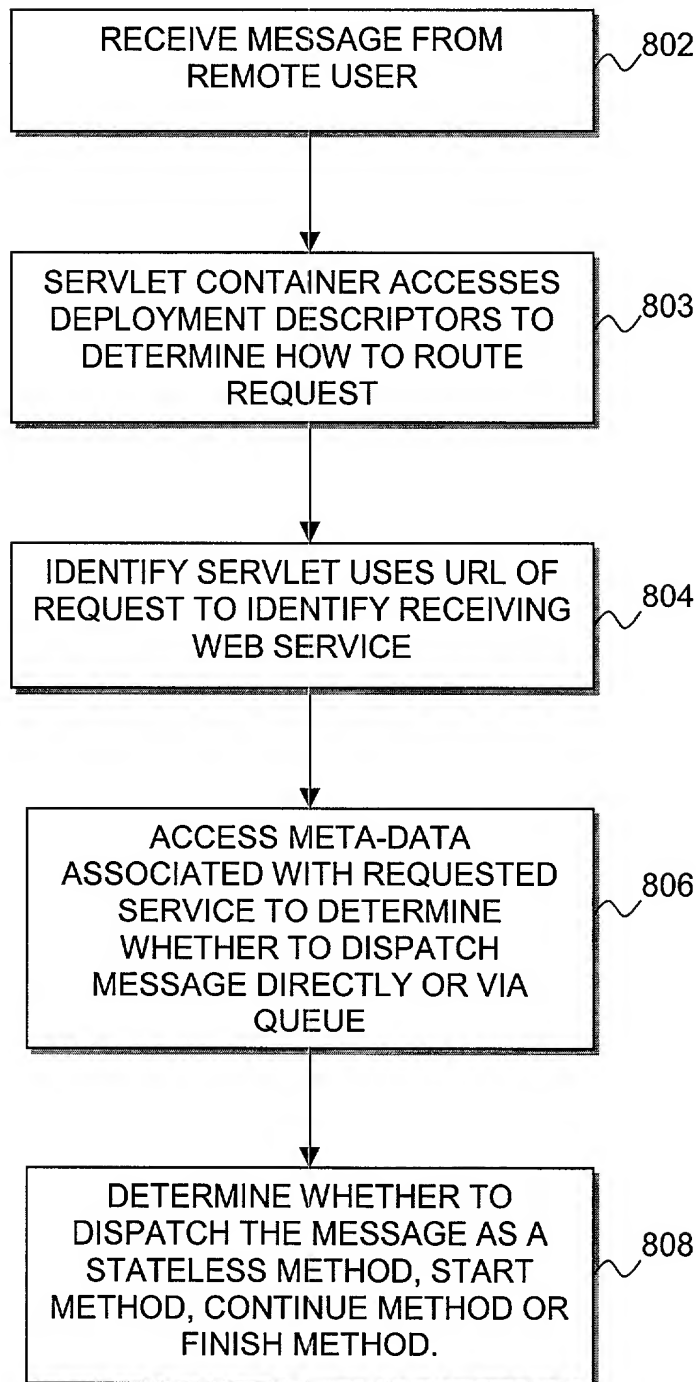 RECEIVE MESSAGE FROM
REMOTE USER
802
SERVLET CONTAINER ACCESSES
DEPLOYMENT DESCRIPTORS TO
DETERMINE HOW TO ROUTE
REQUEST
803
IDENTIFY SERVLET USES URL OF
REQUEST TO IDENTIFY RECEIVING
WEB SERVICE
804
ACCESS META-DATA
ASSOCIATED WITH REQUESTED
SERVICE TO DETERMINE
WHETHER TO DISPATCH
MESSAGE DIRECTLY OR VIA
QUEUE
806
DETERMINE WHETHER TO
DISPATCH THE MESSAGE AS A
STATELESS METHOD, START
METHOD, CONTINUE METHOD OR
FINISH METHOD.
808